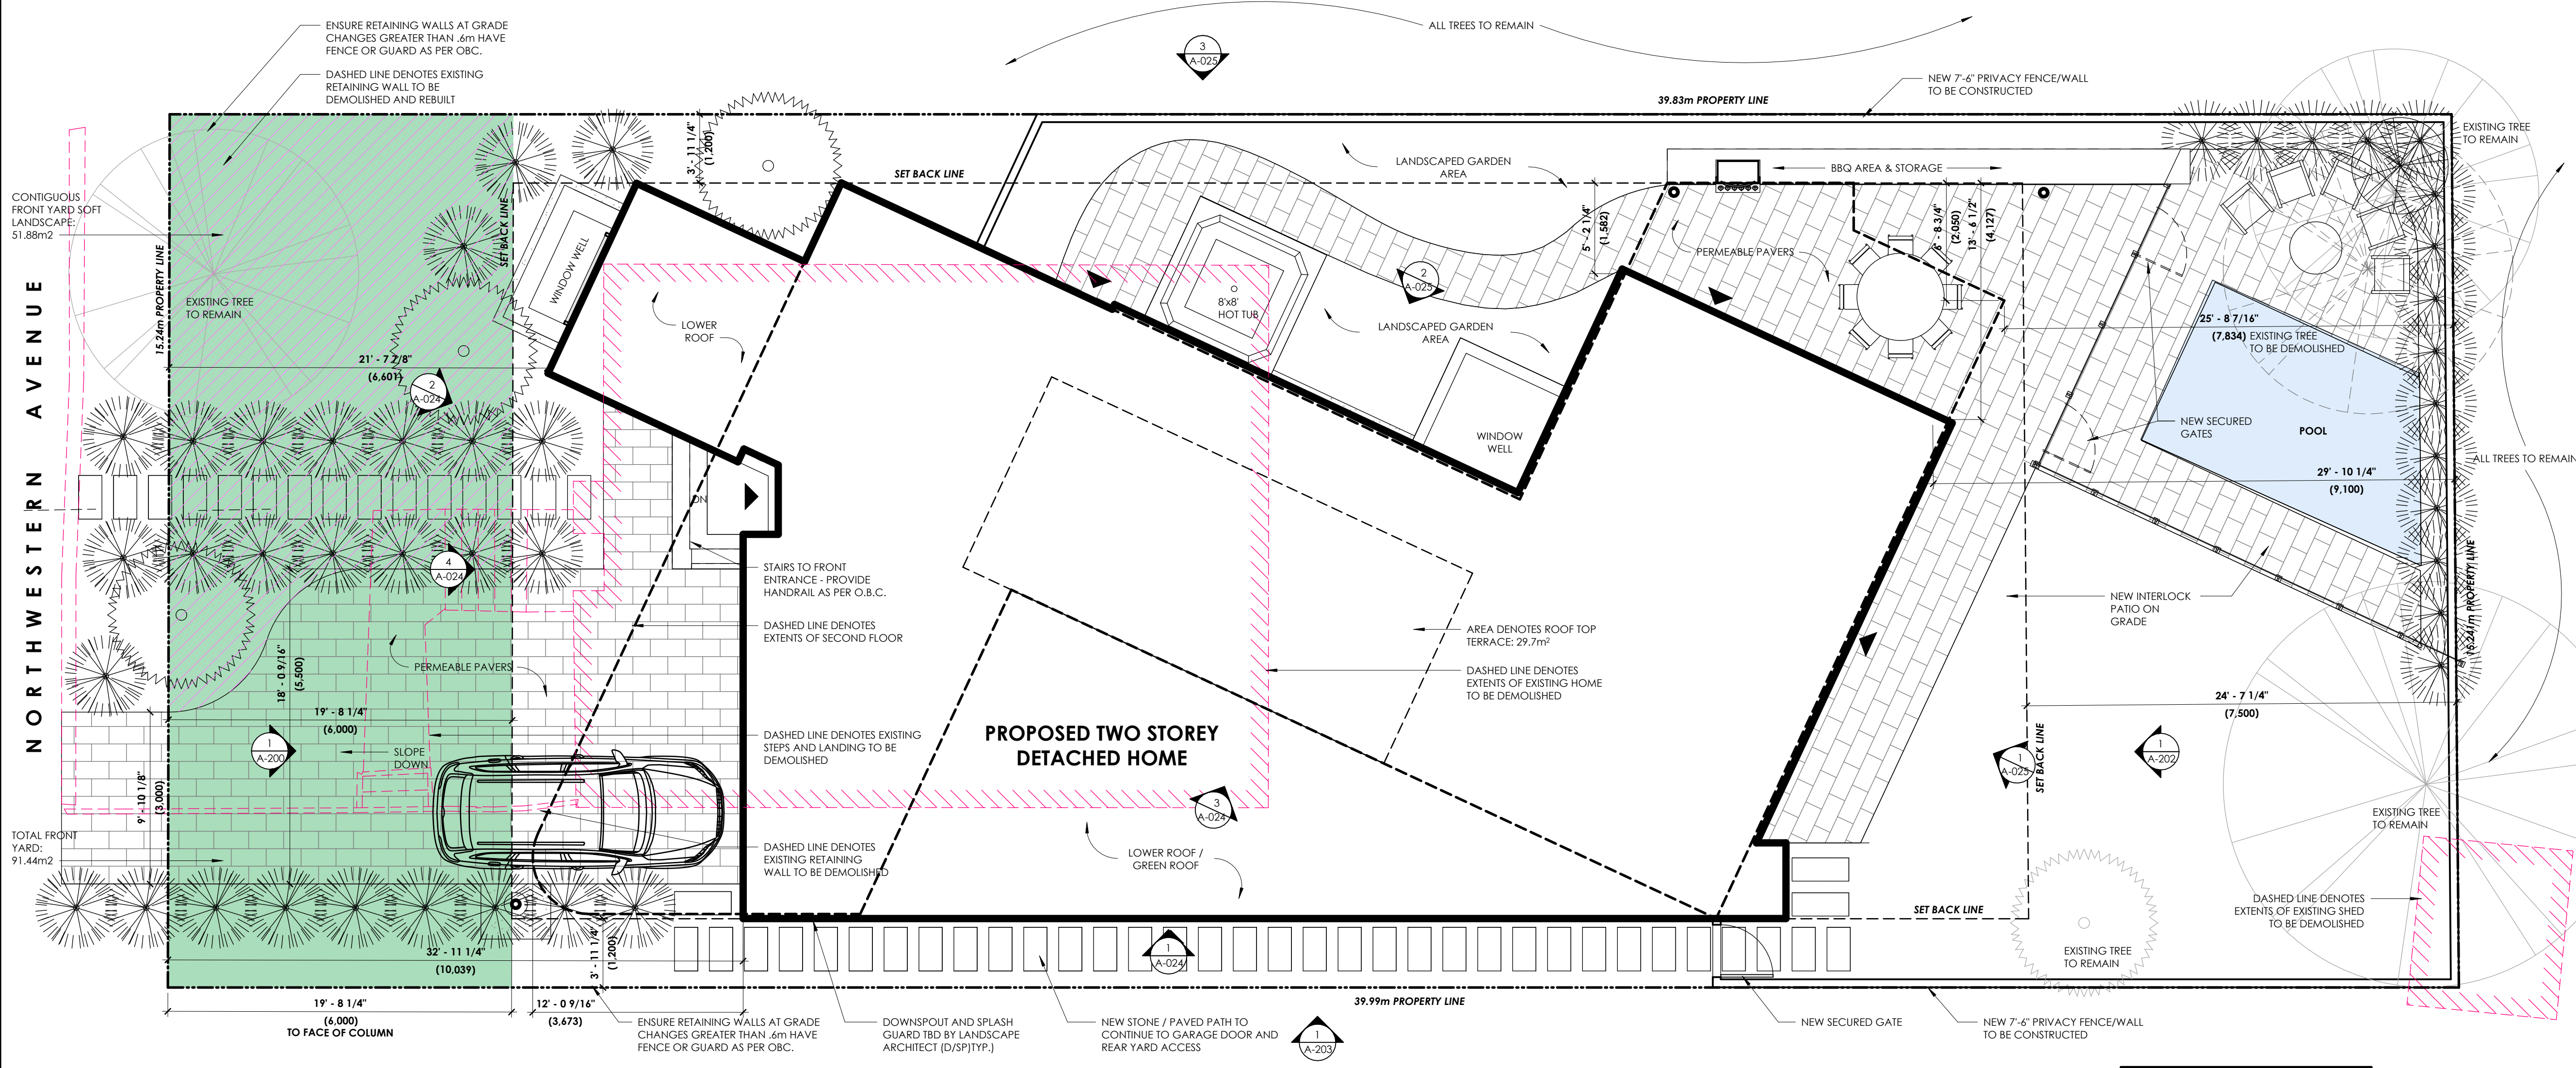 ENSURE RETAINING WALLS AT GRADE
CHANGES GREATER THAN .6m HAVE
FENCE OR GUARD AS PER OBC.
DASHED LINE DENOTES EXISTING
RETAINING WALL TO BE
DEMOLISHED AND REBUILT
ALL TREES TO REMAIN
3
A-025
NEW 7'-6" PRIVACY FENCE/WALL
TO BE CONSTRUCTED
39.83m PROPERTY LINE
EXISTING TREE
TO REMAIN
3' - 11 1/4"
(1,200)
SET BACK LINE
LANDSCAPED GARDEN
AREA
BBQ AREA & STORAGE
CONTIGUOUS
FRONT YARD SOFT
LANDSCAPE:
51.88m2
SET BACK LINE
15.24m PROPERTY LINE
WINDOW WELL
5' - 2 1/4"
(1,582)
6' - 8 3/4"
(2,050)
13' - 6 1/2"
(4,127)
PERMEABLE PAVERS
2
A-025
8'x8'
HOT TUB
EXISTING TREE
TO REMAIN
LOWER
ROOF
LANDSCAPED GARDEN
AREA
25' - 8 7/16"
(7,834)
EXISTING TREE
TO BE DEMOLISHED
21' - 7 7/8"
(6,601)
2
A-024
NORTHWESTERN AVENUE
WINDOW
WELL
NEW SECURED
GATES
POOL
ALL TREES TO REMAIN
29' - 10 1/4"
(9,100)
DN
4
A-024
STAIRS TO FRONT
ENTRANCE - PROVIDE
HANDRAIL AS PER O.B.C.
DASHED LINE DENOTES
EXTENTS OF SECOND FLOOR
AREA DENOTES ROOF TOP
TERRACE: 29.7m²
NEW INTERLOCK
PATIO ON
GRADE
15.241m PROPERTY LINE
PERMEABLE PAVERS
18' - 0 9/16"
(5,500)
DASHED LINE DENOTES
EXTENTS OF EXISTING HOME
TO BE DEMOLISHED
24' - 7 1/4"
(7,500)
19' - 8 1/4"
(6,000)
SLOPE
DOWN
1
A-200
DASHED LINE DENOTES EXISTING
STEPS AND LANDING TO BE
DEMOLISHED
PROPOSED TWO STOREY
DETACHED HOME
1
A-025
SET BACK LINE
1
A-202
9' - 10 1/8"
(3,000)
3
A-024
EXISTING TREE
TO REMAIN
TOTAL FRONT
YARD:
91.44m2
DASHED LINE DENOTES
EXISTING RETAINING
WALL TO BE DEMOLISHED
LOWER ROOF /
GREEN ROOF
DASHED LINE DENOTES
EXTENTS OF EXISTING SHED
TO BE DEMOLISHED
SET BACK LINE
32' - 11 1/4"
(10,039)
3' - 11 1/4"
(1,200)
1
A-024
EXISTING TREE
TO REMAIN
19' - 8 1/4"
(6,000)
TO FACE OF COLUMN
12' - 0 9/16"
(3,673)
39.99m PROPERTY LINE
ENSURE RETAINING WALLS AT GRADE
CHANGES GREATER THAN .6m HAVE
FENCE OR GUARD AS PER OBC.
DOWNSPOUT AND SPLASH
GUARD TBD BY LANDSCAPE
ARCHITECT (D/SP)TYP.)
NEW STONE / PAVED PATH TO
CONTINUE TO GARAGE DOOR AND
REAR YARD ACCESS
1
A-203
NEW SECURED GATE
NEW 7'-6" PRIVACY FENCE/WALL
TO BE CONSTRUCTED